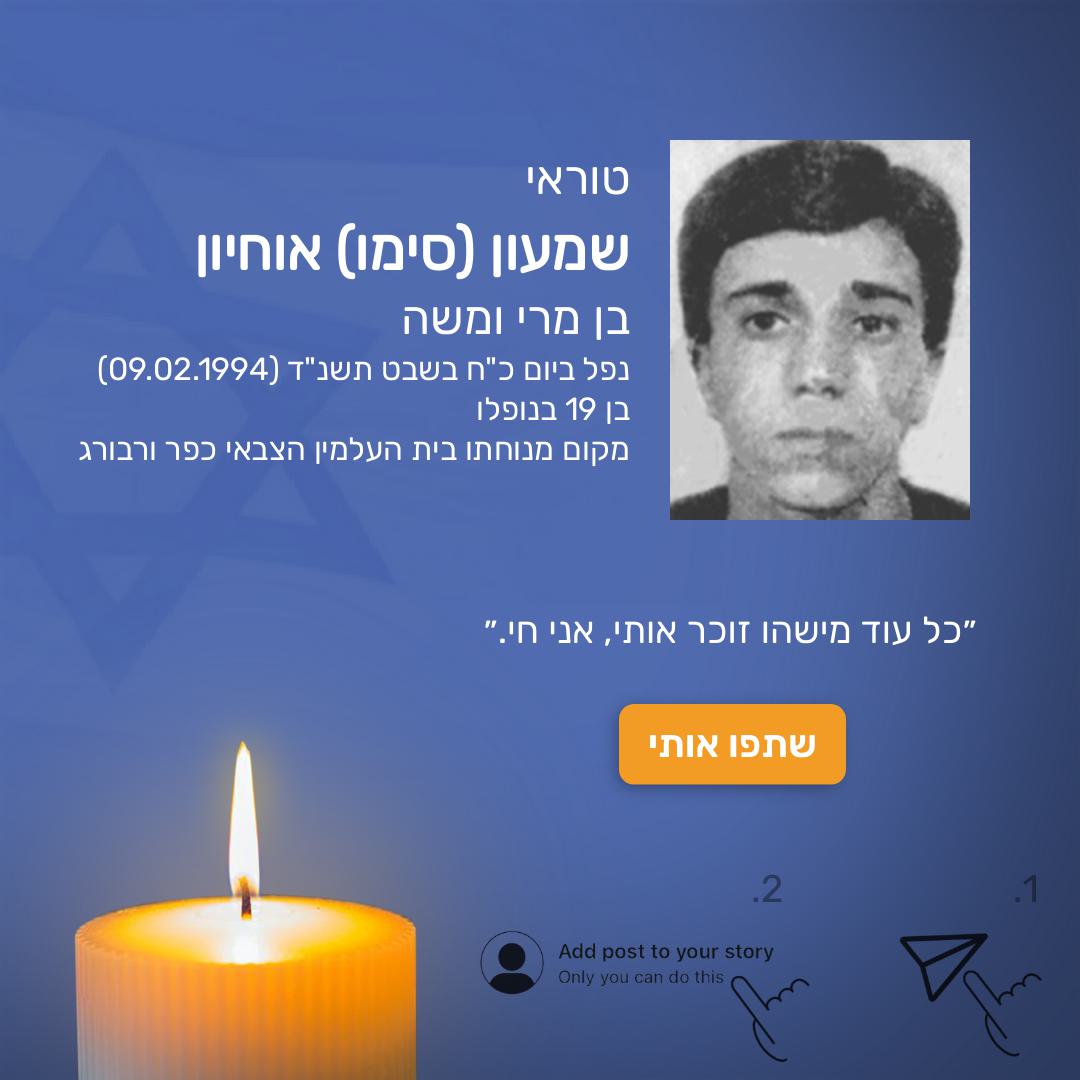 טוראי
שמעון (סימו) אוחיון
בן מרי ומשה
נפל ביום כ"ח בשבט תשנ"ד (09.02.1994)
בן 19 בנופלו
מקום מנוחתו בית העלמין הצבאי כפר ורבורג
”כל עוד מישהו זוכר אותי, אני חי.”
שתפו אותי
1.
2.
Add post to your story
Only you can do this